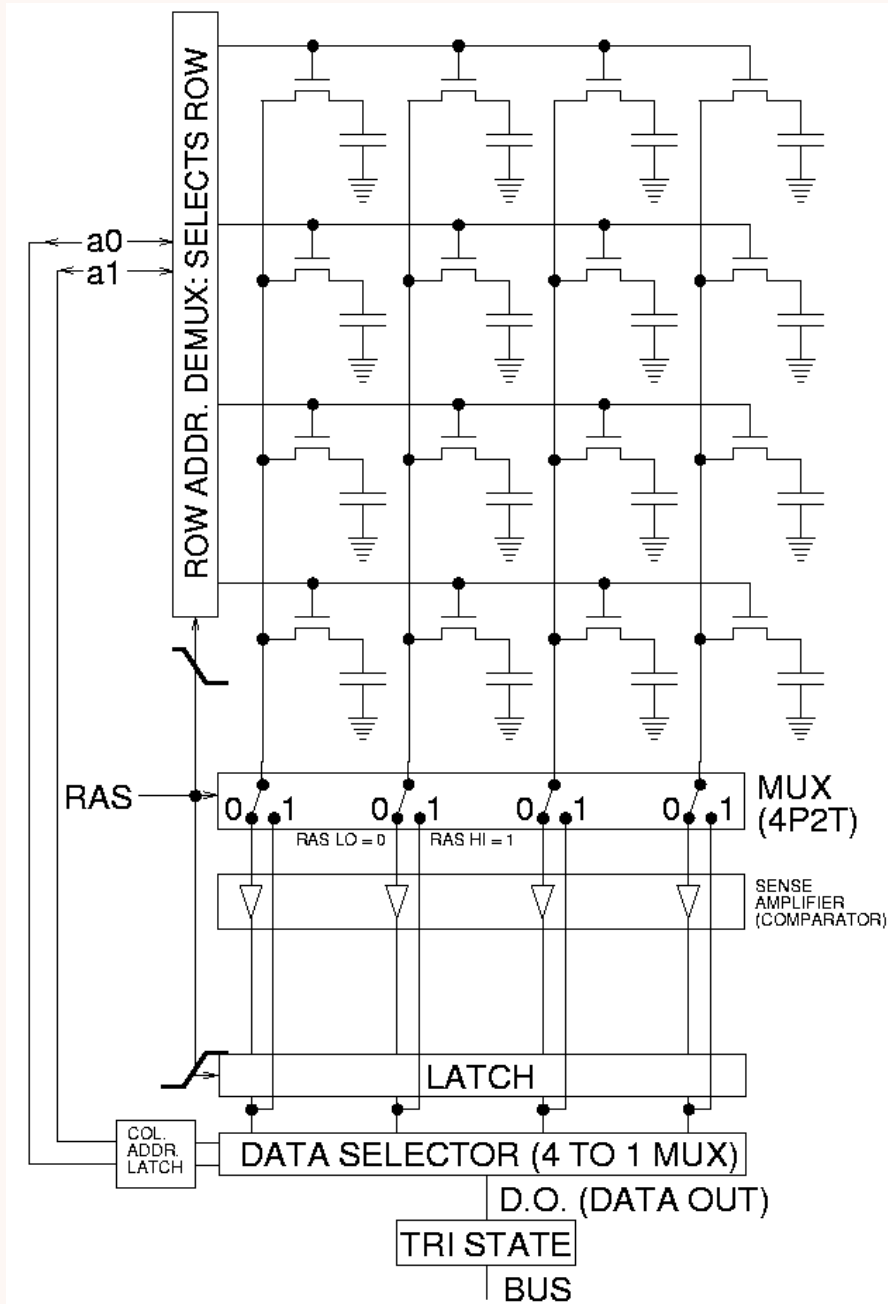 ROW ADDR. DEMUX: SELECTS ROW
a0
a1
RAS
0 1 0 1 0 1 0 1
MUX
(4P2T)
RAS LO = 0 RAS HI = 1
SENSE
AMPLIFIER
(COMPARATOR)
LATCH
COL.
ADDR.
LATCH
DATA SELECTOR (4 TO 1 MUX)
D.O. (DATA OUT)
TRI STATE
BUS